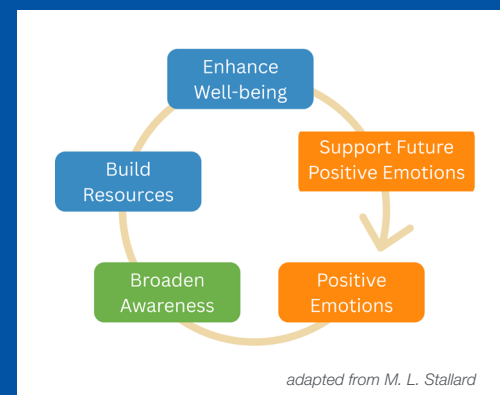 Enhance
Well-being
Support Future
Positive Emotions
Build
Resources
Broaden
Awareness
Positive
Emotions
adapted from M. L. Stallard